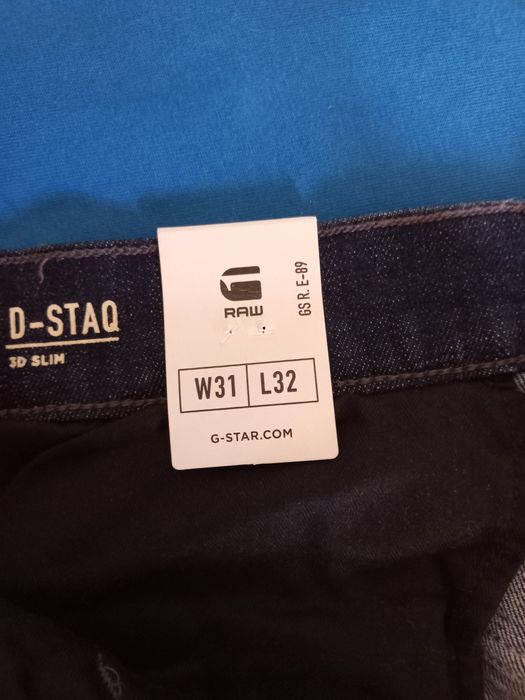 D-STAQ
3D SLIM
G
RAW
GS R. E-89
W31 L32
G-STAR.COM